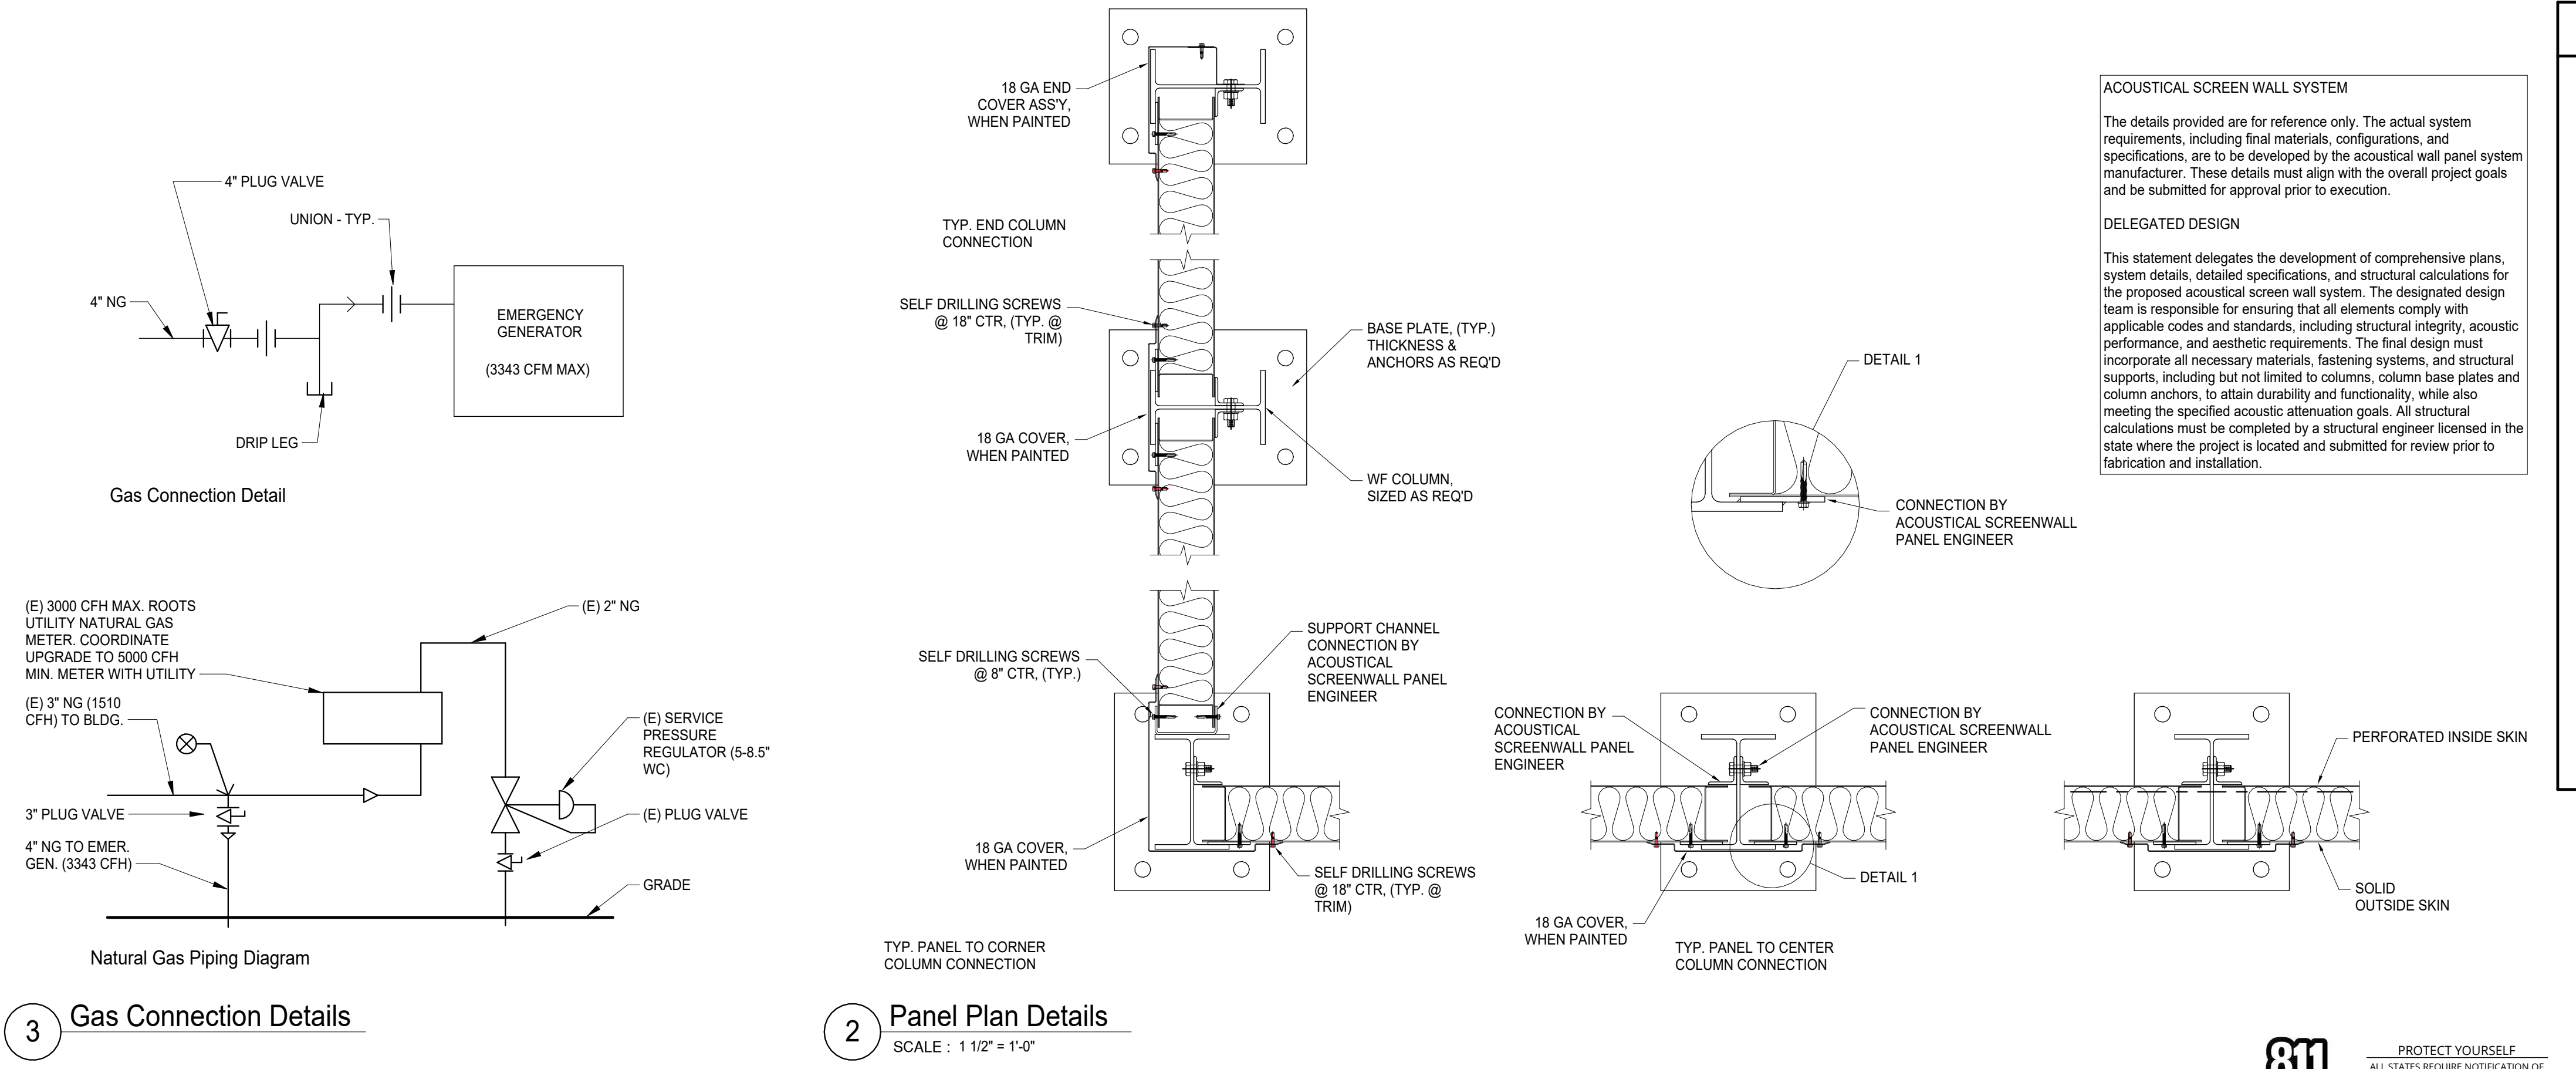 4" PLUG VALVE
UNION - TYP.
4" NG
EMERGENCY
GENERATOR
(3343 CFM MAX)
DRIP LEG
Gas Connection Detail
(E) 3000 CFH MAX. ROOTS
UTILITY NATURAL GAS
METER. COORDINATE
UPGRADE TO 5000 CFH
MIN. METER WITH UTILITY
(E) 2" NG
(E) 3" NG (1510
CFH) TO BLDG.
(E) SERVICE
PRESSURE
REGULATOR (5-8.5"
WC)
3" PLUG VALVE
(E) PLUG VALVE
4" NG TO EMER.
GEN. (3343 CFH)
GRADE
Natural Gas Piping Diagram
3
Gas Connection Details
18 GA END
COVER ASS'Y,
WHEN PAINTED
TYP. END COLUMN
CONNECTION
SELF DRILLING SCREWS
@ 18" CTR, (TYP. @
TRIM)
BASE PLATE, (TYP.)
THICKNESS &
ANCHORS AS REQ'D
18 GA COVER,
WHEN PAINTED
WF COLUMN,
SIZED AS REQ'D
SELF DRILLING SCREWS
@ 8" CTR, (TYP.)
SUPPORT CHANNEL
CONNECTION BY
ACOUSTICAL
SCREENWALL PANEL
ENGINEER
18 GA COVER,
WHEN PAINTED
SELF DRILLING SCREWS
@ 18" CTR, (TYP. @
TRIM)
TYP. PANEL TO CORNER
COLUMN CONNECTION
DETAIL 1
CONNECTION BY
ACOUSTICAL SCREENWALL
PANEL ENGINEER
CONNECTION BY
ACOUSTICAL
SCREENWALL PANEL
ENGINEER
CONNECTION BY
ACOUSTICAL SCREENWALL
PANEL ENGINEER
DETAIL 1
18 GA COVER,
WHEN PAINTED
TYP. PANEL TO CENTER
COLUMN CONNECTION
PERFORATED INSIDE SKIN
SOLID
OUTSIDE SKIN
2
Panel Plan Details
SCALE : 1 1/2" = 1'-0"
ACOUSTICAL SCREEN WALL SYSTEM
The details provided are for reference only. The actual system
requirements, including final materials, configurations, and
specifications, are to be developed by the acoustical wall panel system
manufacturer. These details must align with the overall project goals
and be submitted for approval prior to execution.
DELEGATED DESIGN
This statement delegates the development of comprehensive plans,
system details, detailed specifications, and structural calculations for
the proposed acoustical screen wall system. The designated design
team is responsible for ensuring that all elements comply with
applicable codes and standards, including structural integrity, acoustic
performance, and aesthetic requirements. The final design must
incorporate all necessary materials, fastening systems, and structural
supports, including but not limited to columns, column base plates and
column anchors, to attain durability and functionality, while also
meeting the specified acoustic attenuation goals. All structural
calculations must be completed by a structural engineer licensed in the
state where the project is located and submitted for review prior to
fabrication and installation.
811
PROTECT YOURSELF
ALL STATES REQUIRE NOTIFICATION OF